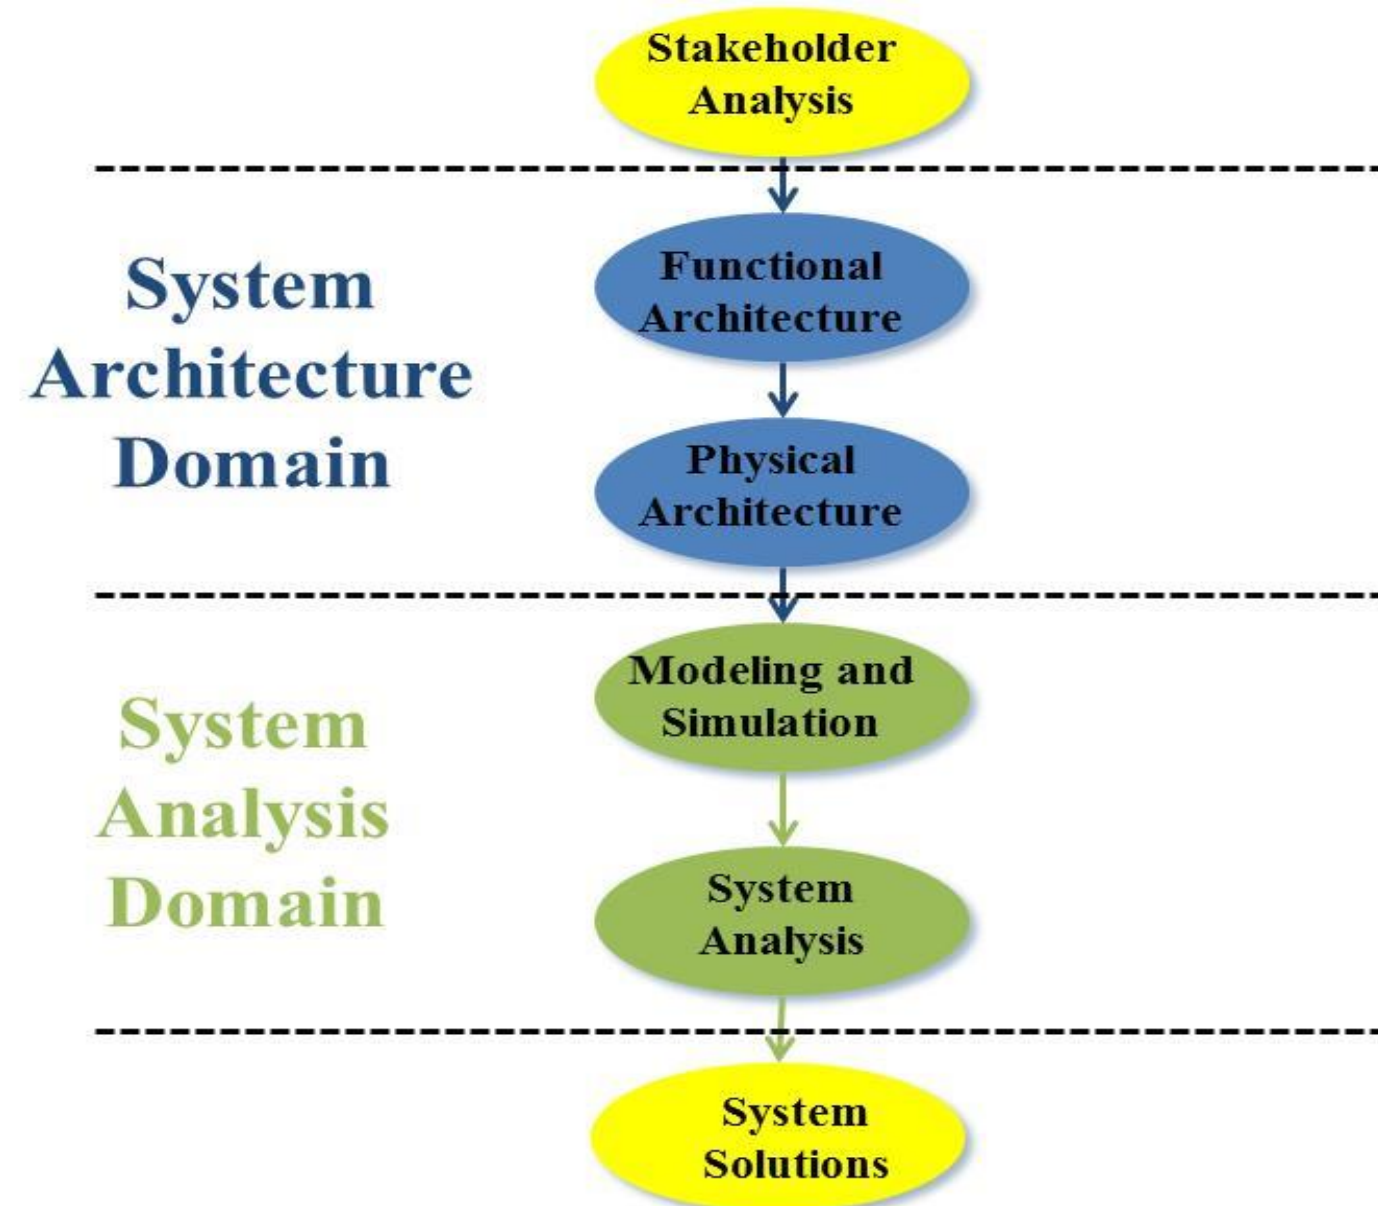 Stakeholder
Analysis
System
Architecture
Domain
Functional
Architecture
Physical
Architecture
System
Analysis
Domain
Modeling and
Simulation
System
Analysis
System
Solutions